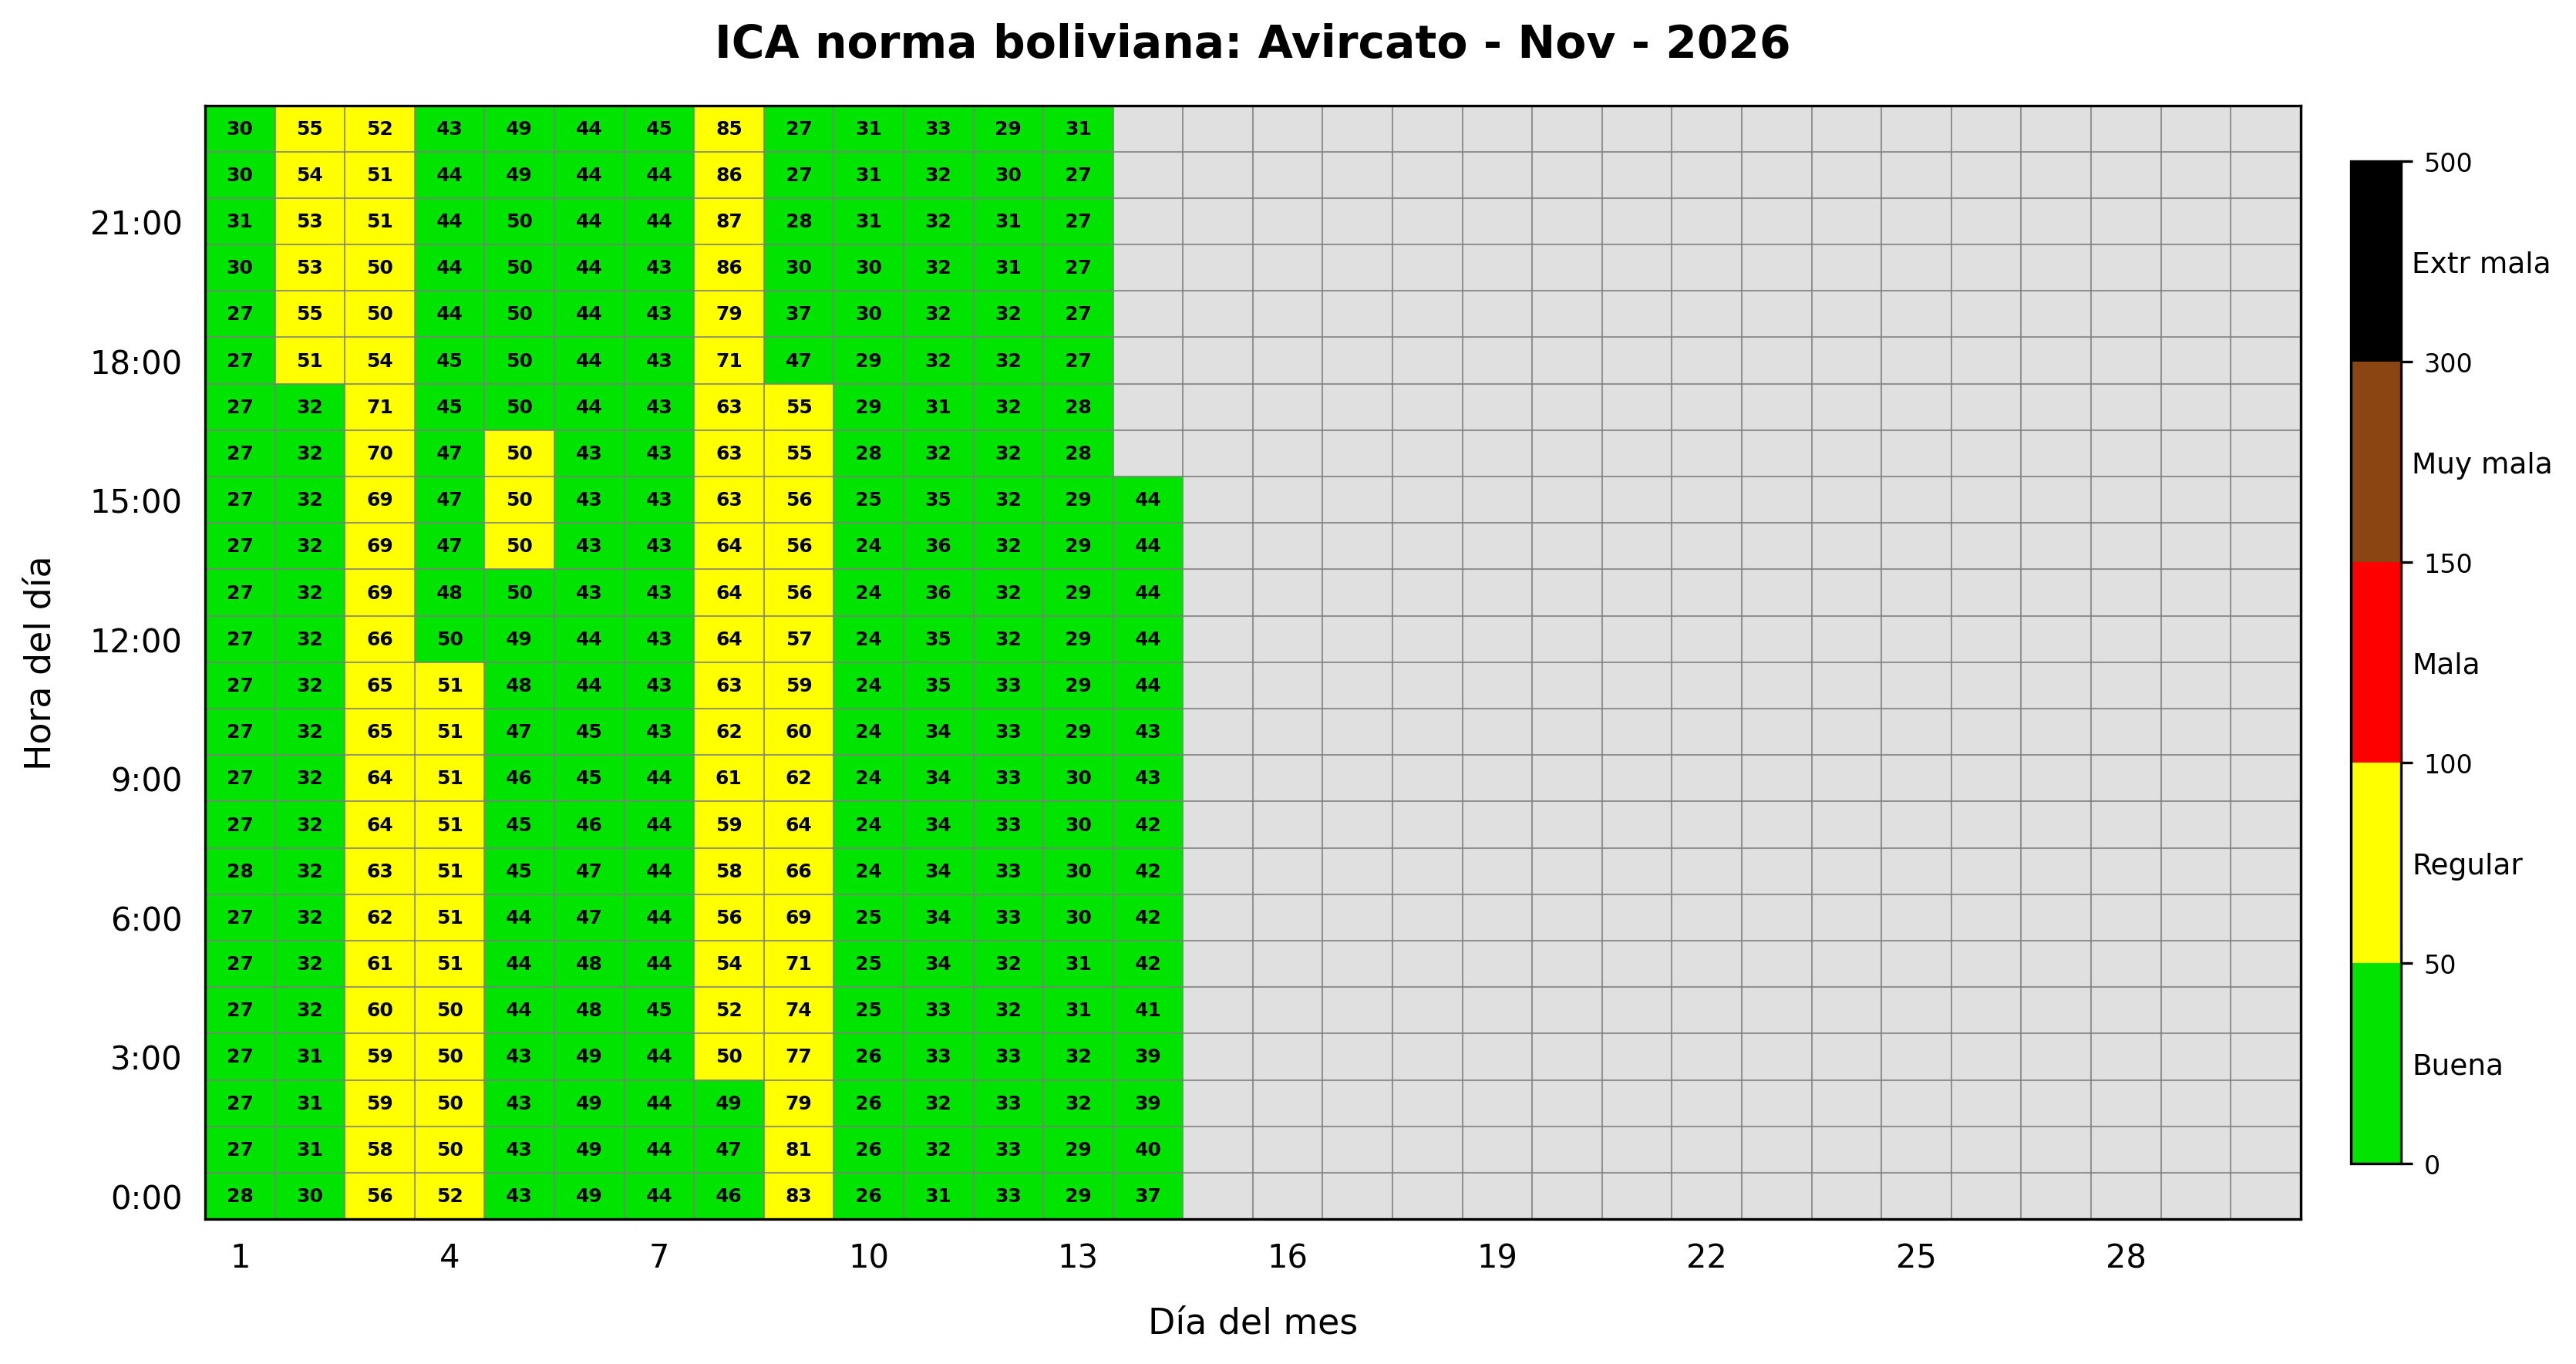 ICA norma boliviana: Avircato - Nov - 2026
30 55 52 43 49 44 45 85 27 31 33 29 31
30 54 51 44 49 44 44 86 27 31 32 30 27
21:00 31 53 51 44 50 44 44 87 28 31 32 31 27
30 53 50 44 50 44 43 86 30 30 32 31 27
27 55 50 44 50 44 43 79 37 30 32 32 27
18:00 27 51 54 45 50 44 43 71 47 29 32 32 27
27 32 71 45 50 44 43 63 55 29 31 32 28
27 32 70 47 50 43 43 63 55 28 32 32 28
15:00 27 32 69 47 50 43 43 63 56 25 35 32 29 44
27 32 69 47 50 43 43 64 56 24 36 32 29 44
27 32 69 48 50 43 43 64 56 24 36 32 29 44
12:00 27 32 66 50 49 44 43 64 57 24 35 32 29 44
27 32 65 51 48 44 43 63 59 24 35 33 29 44
27 32 65 51 47 45 43 62 60 24 34 33 29 43
9:00 27 32 64 51 46 45 44 61 62 24 34 33 30 43
27 32 64 51 45 46 44 59 64 24 34 33 30 42
28 32 63 51 45 47 44 58 66 24 34 33 30 42
6:00 27 32 62 51 44 47 44 56 69 25 34 33 30 42
27 32 61 51 44 48 44 54 71 25 34 32 31 42
27 32 60 50 44 48 45 52 74 25 33 32 31 41
3:00 27 31 59 50 43 49 44 50 77 26 33 33 32 39
27 31 59 50 43 49 44 49 79 26 32 33 32 39
27 31 58 50 43 49 44 47 81 26 32 33 29 40
0:00 28 30 56 52 43 49 44 46 83 26 31 33 29 37
1 4 7 10 13 16 19 22 25 28
Día del mes
Hora del día
500
Extr mala
300
Muy mala
150
Mala
100
Regular
50
Buena
0